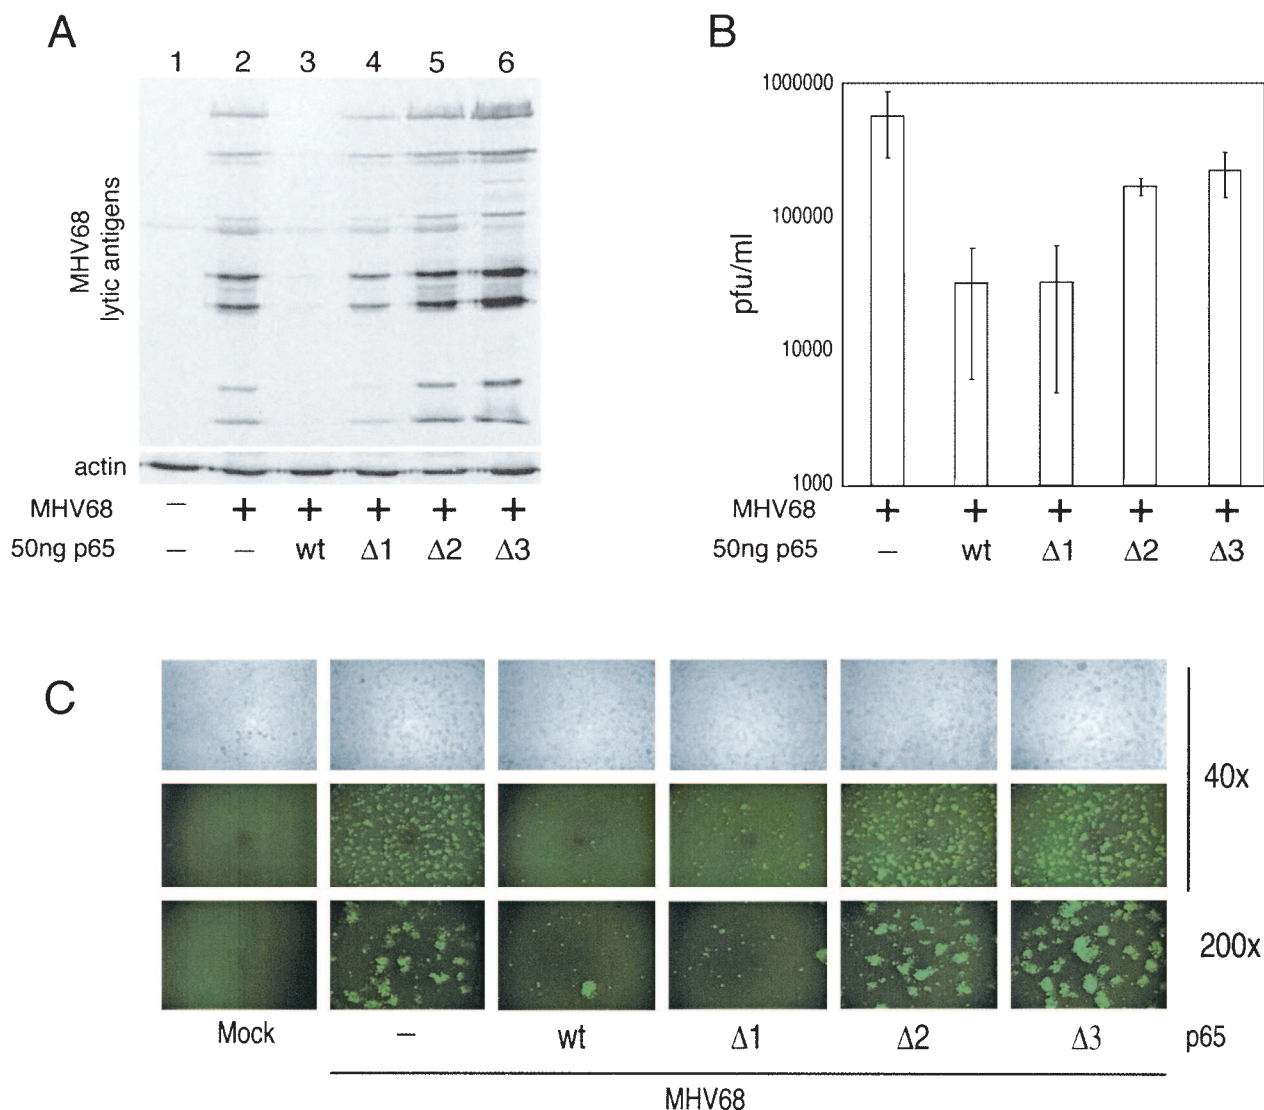 A
1 2 3 4 5 6
MHV68
lytic antigens
actin
MHV68 – + + + + +
50ng p65 – – wt Δ1 Δ2 Δ3
B
pfu/ml
1000000
100000
10000
1000
MHV68 + + + + +
50ng p65 – wt Δ1 Δ2 Δ3
C
40x
200x
Mock – wt Δ1 Δ2 Δ3 p65
MHV68